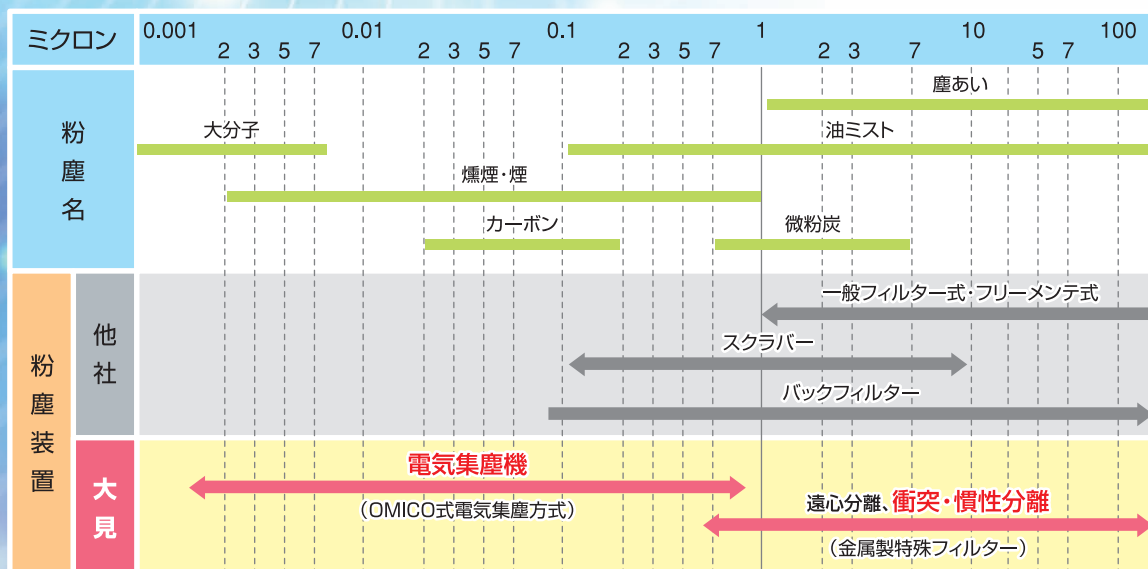 ミクロン
0.001 2 3 5 7 0.01 2 3 5 7 0.1 2 3 5 7 1 2 3 7 10 5 7 100
粉塵名
塵あい
大分子
油ミスト
燻煙・煙
カーボン
微粉炭
粉塵装置
他社
一般フィルター式・フリーメンテ式
スクラバー
バックフィルター
大見
電気集塵機
(OMICO式電気集塵方式)
遠心分離、衝突・慣性分離
(金属製特殊フィルター)